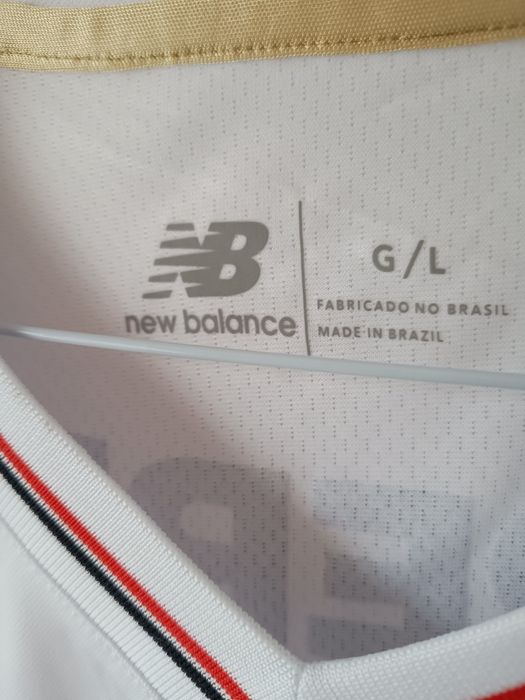 NB
new balance
G/L
FABRICADO NO BRASIL
MADE IN BRAZIL